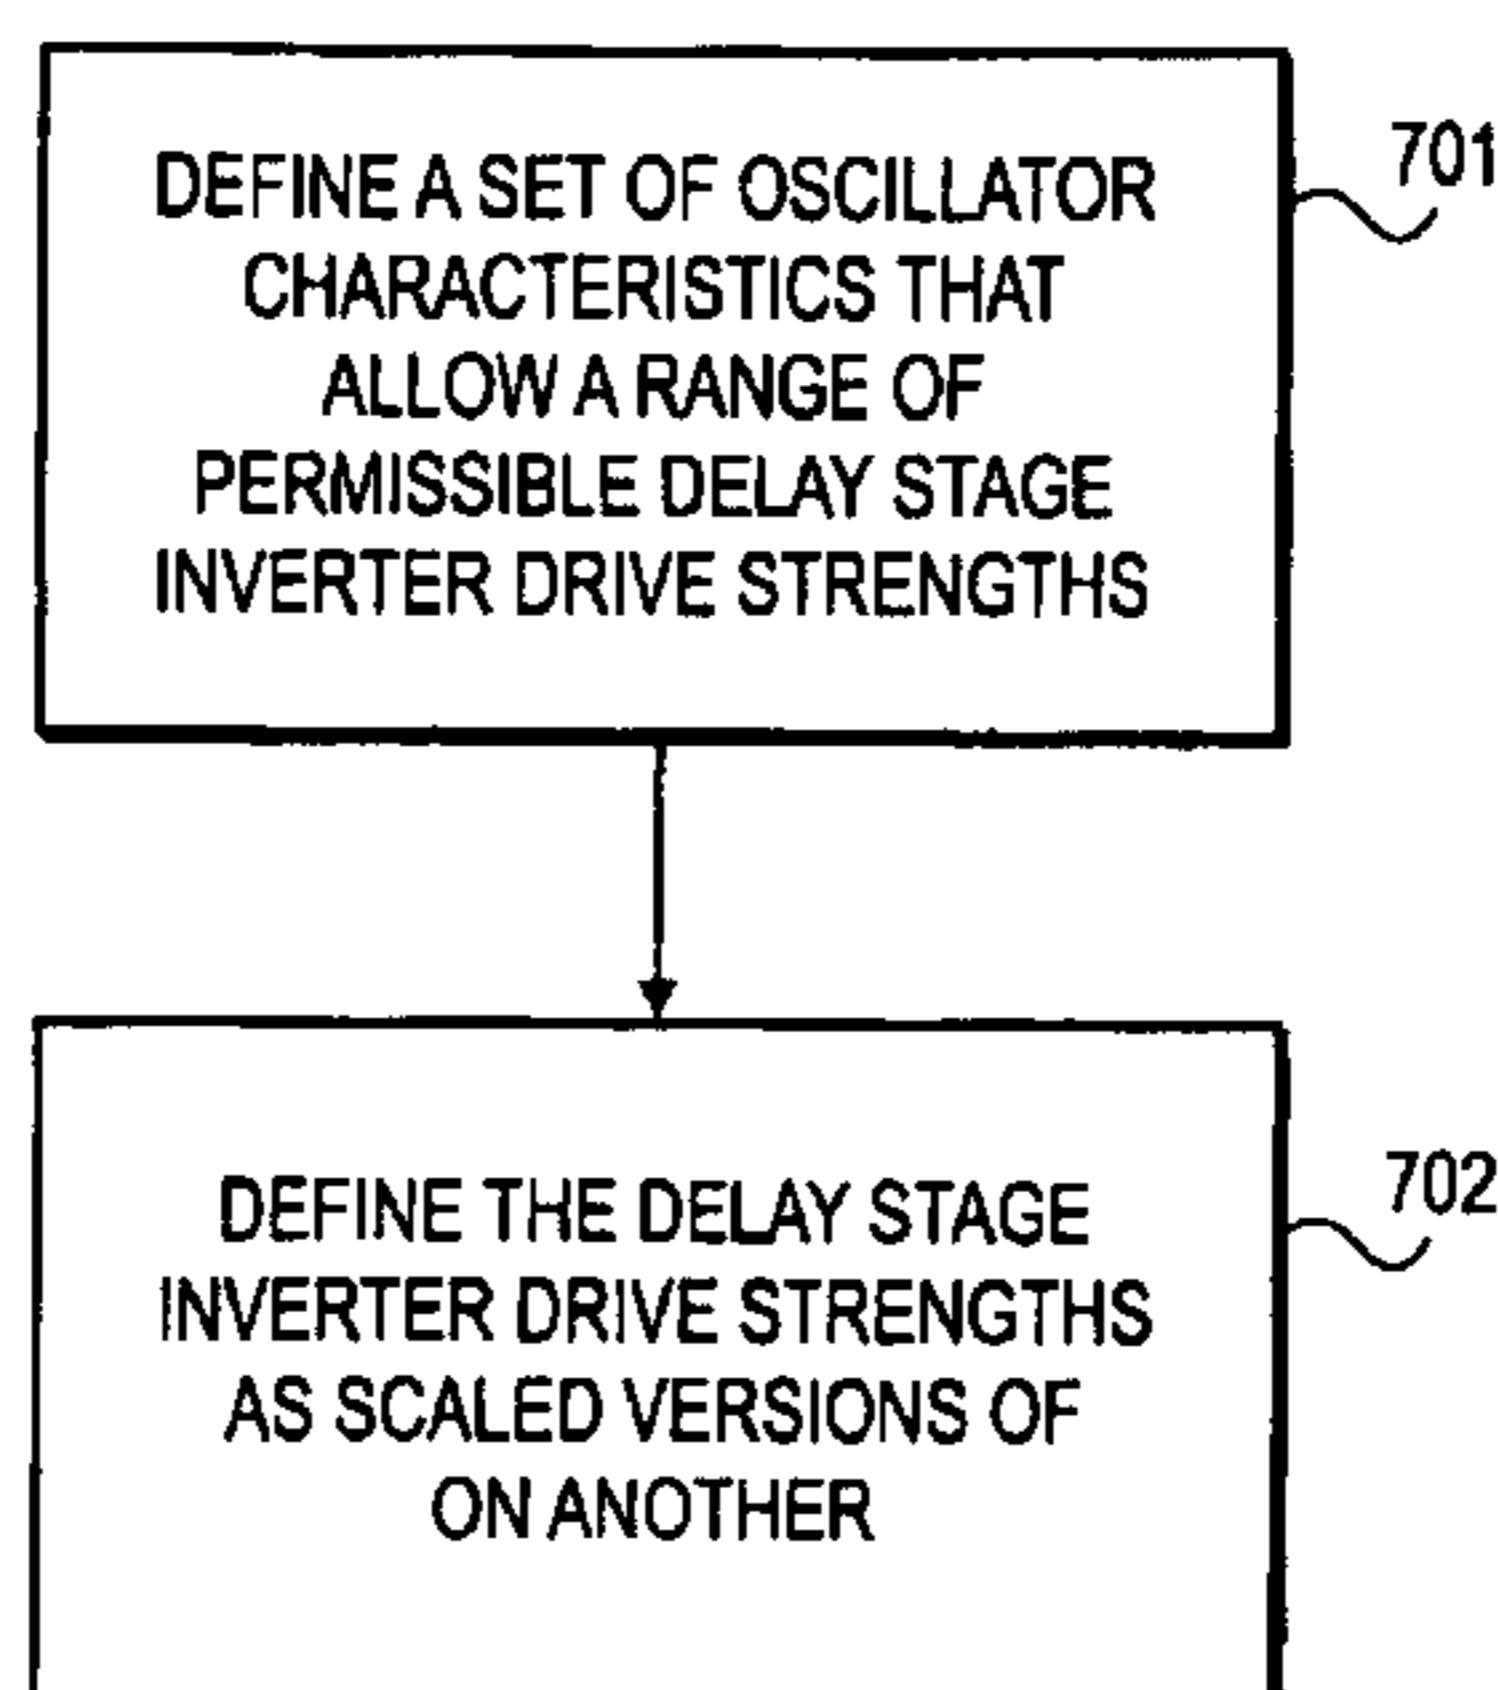 DEFINE A SET OF OSCILLATOR
CHARACTERISTICS THAT
ALLOW A RANGE OF
PERMISSIBLE DELAY STAGE
INVERTER DRIVE STRENGTHS
701
DEFINE THE DELAY STAGE
INVERTER DRIVE STRENGTHS
AS SCALED VERSIONS OF
ON ANOTHER
702